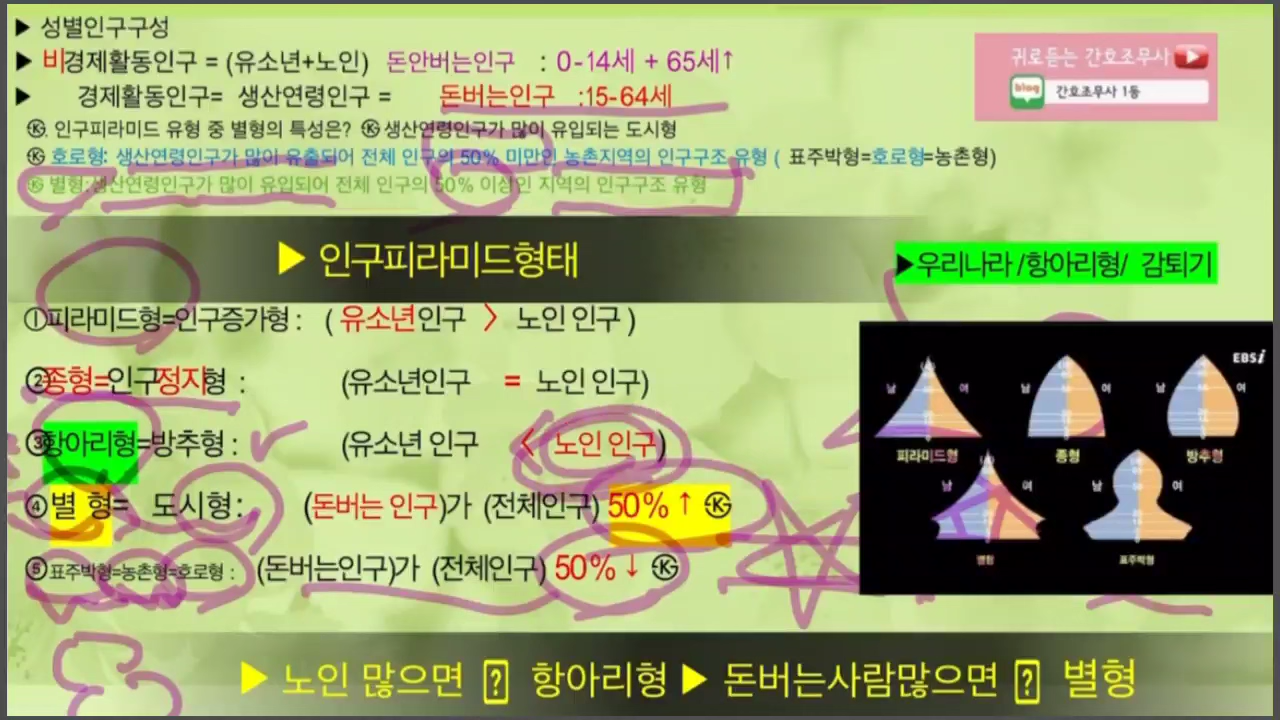 ▶ 성별인구구성
▶ 비경제활동인구 = (유소년+노인) 돈안버는인구 : 0-14세 + 65세↑
▶ 경제활동인구= 생산연령인구 = 돈버는인구 :15-64세
귀로듣는 간호조무사
blog 간호조무사 1등
Ⓚ. 인구피라미드 유형 중 별형의 특성은? Ⓚ생산연령인구가 많이 유입되는 도시형
Ⓚ 호로형: 생산연령인구가 많이 유출되어 전체 인구의 50% 미만인 농촌지역의 인구구조 유형 ( 표주박형=호로형=농촌형)
Ⓚ 별형:생산연령인구가 많이 유입되어 전체 인구의 50% 이상인 지역의 인구구조 유형
▶ 인구피라미드형태
▶우리나라 /항아리형/ 감퇴기
①피라미드형=인구증가형 : ( 유소년인구 > 노인 인구 )
②종형=인구정지형 : (유소년인구 = 노인 인구)
③항아리형=방추형 : (유소년 인구 < 노인 인구)
④별 형= 도시형: (돈버는 인구)가 (전체인구) 50%↑ Ⓚ
⑤표주박형=농촌형=호로형 : (돈버는인구)가 (전체인구) 50%↓ Ⓚ
EBSi
남 여 남 여 남 여
피라미드형 종형 방추형
남 여 남 여
별형 표주박형
▶ 노인 많으면 ? 항아리형 ▶ 돈버는사람많으면 ? 별형